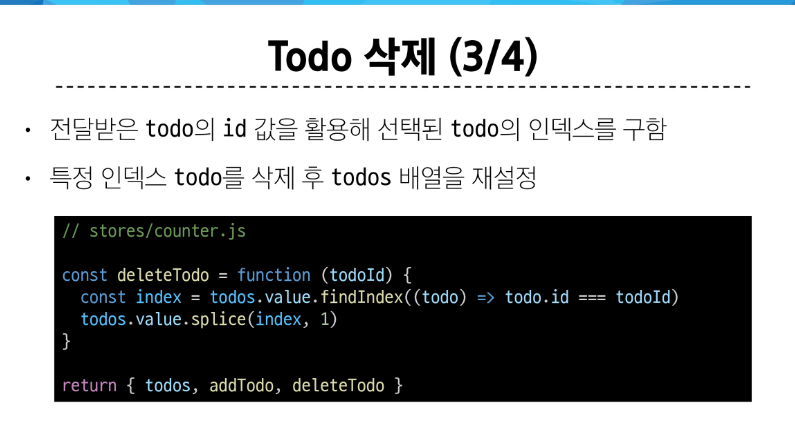 Todo 삭제 (3/4)
• 전달받은 todo의 id 값을 활용해 선택된 todo의 인덱스를 구함
• 특정 인덱스 todo를 삭제 후 todos 배열을 재설정
// stores/counter.js
const deleteTodo = function (todoId) {
  const index = todos.value.findIndex((todo) => todo.id === todoId)
  todos.value.splice(index, 1)
}
return { todos, addTodo, deleteTodo }